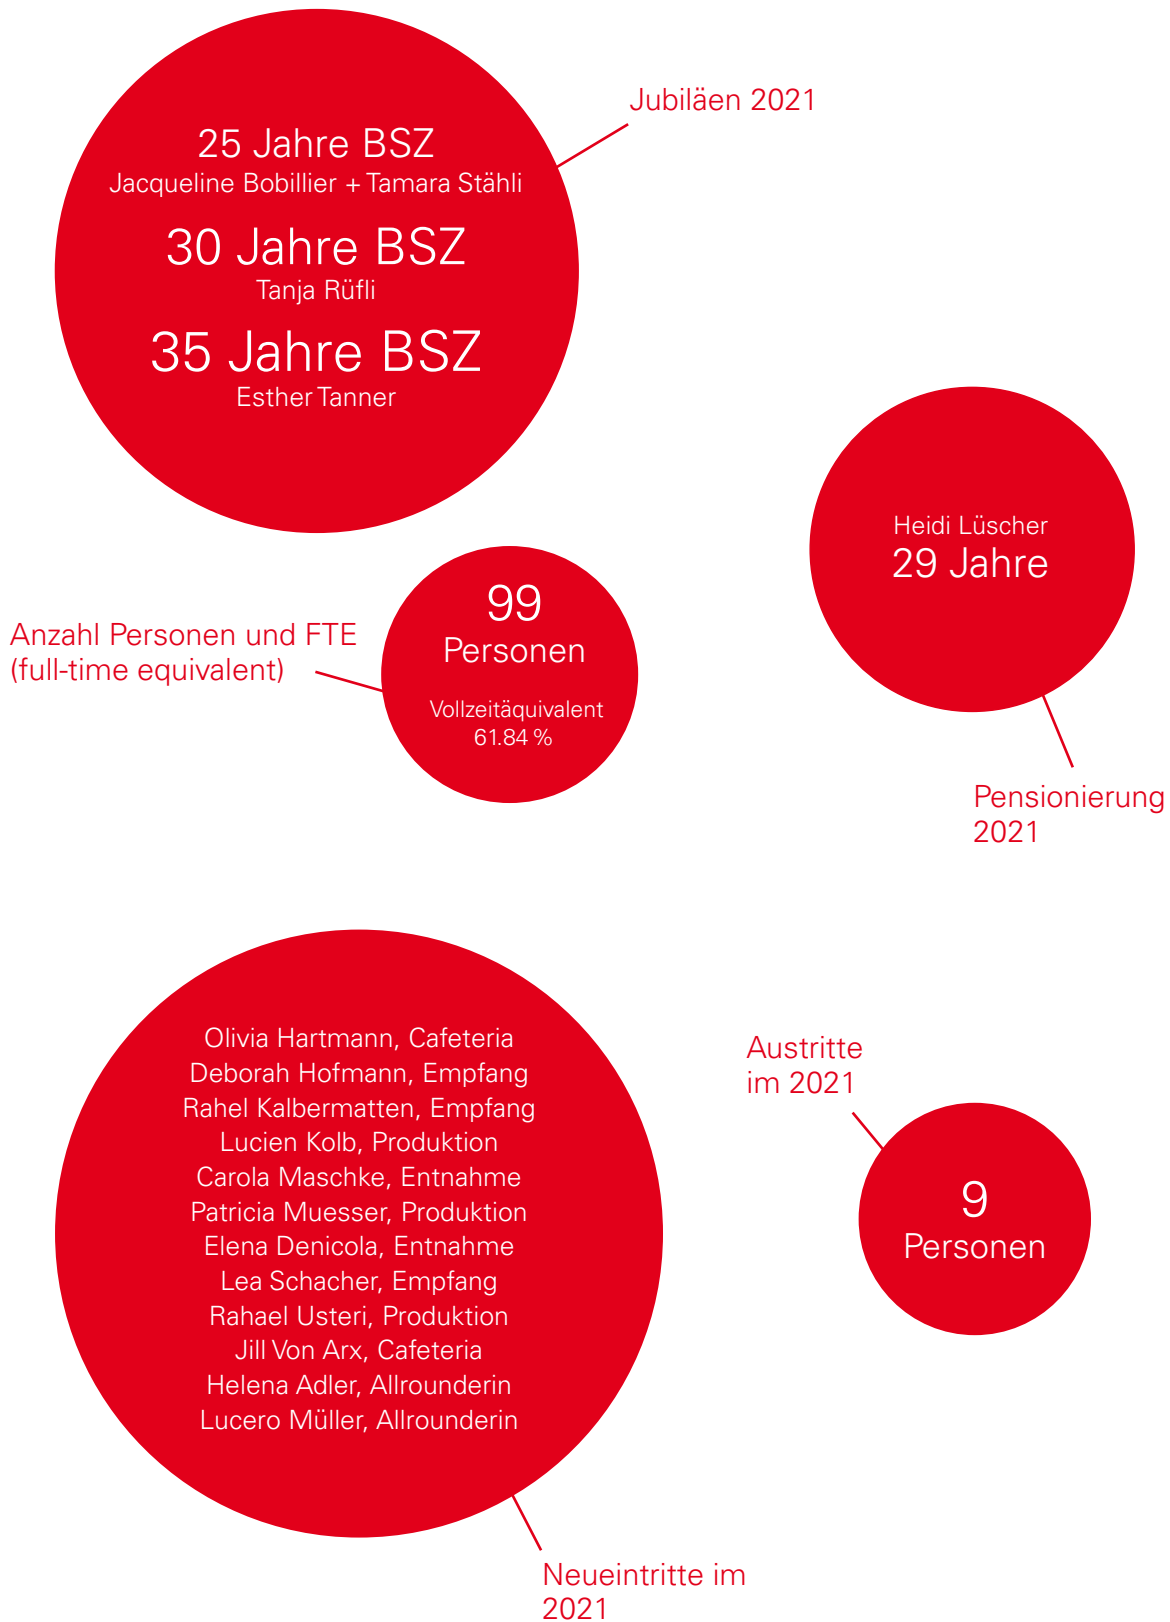 Jubiläen 2021
25 Jahre BSZ
Jacqueline Bobillier + Tamara Stähli
30 Jahre BSZ
Tanja Rüfli
35 Jahre BSZ
Esther Tanner
Heidi Lüscher
29 Jahre
Pensionierung
2021
Anzahl Personen und FTE
(full-time equivalent)
99
Personen
Vollzeitäquivalent
61.84 %
Olivia Hartmann, Cafeteria
Deborah Hofmann, Empfang
Rahel Kalbermatten, Empfang
Lucien Kolb, Produktion
Carola Maschke, Entnahme
Patricia Muesser, Produktion
Elena Denicola, Entnahme
Lea Schacher, Empfang
Rahael Usteri, Produktion
Jill Von Arx, Cafeteria
Helena Adler, Allrounderin
Lucero Müller, Allrounderin
Neueintritte im
2021
Austritte
im 2021
9
Personen